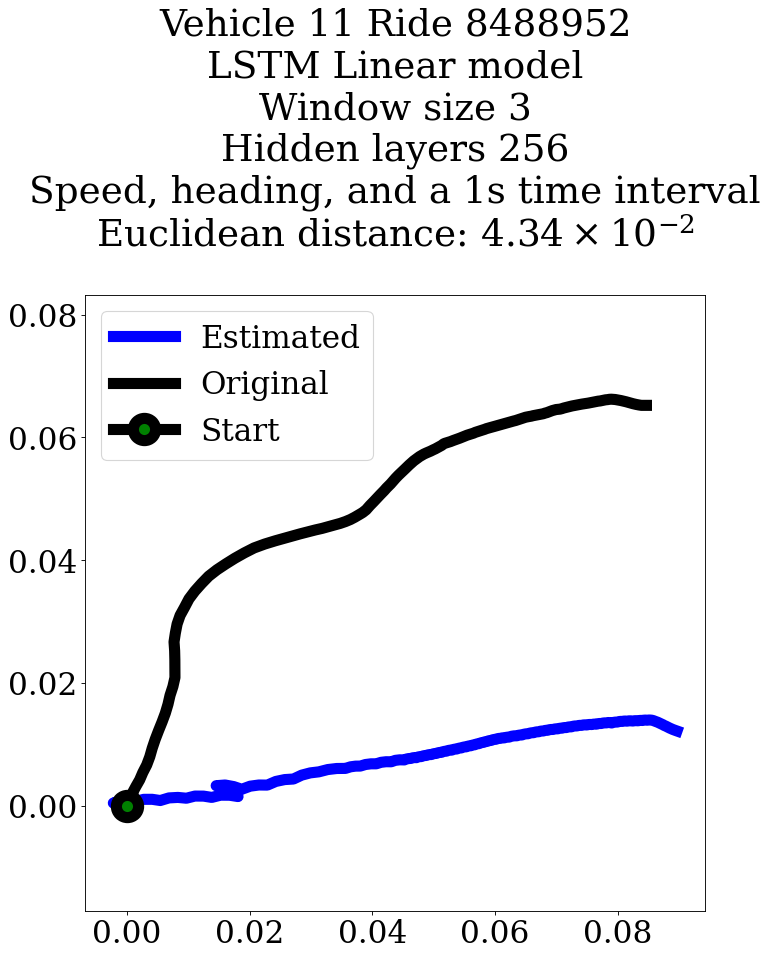 Vehicle 11 Ride 8488952
LSTM Linear model
Window size 3
Hidden layers 256
Speed, heading, and a 1s time interval
Euclidean distance: 4.34 × 10⁻²
Estimated
Original
Start
0.08
0.06
0.04
0.02
0.00
0.00 0.02 0.04 0.06 0.08